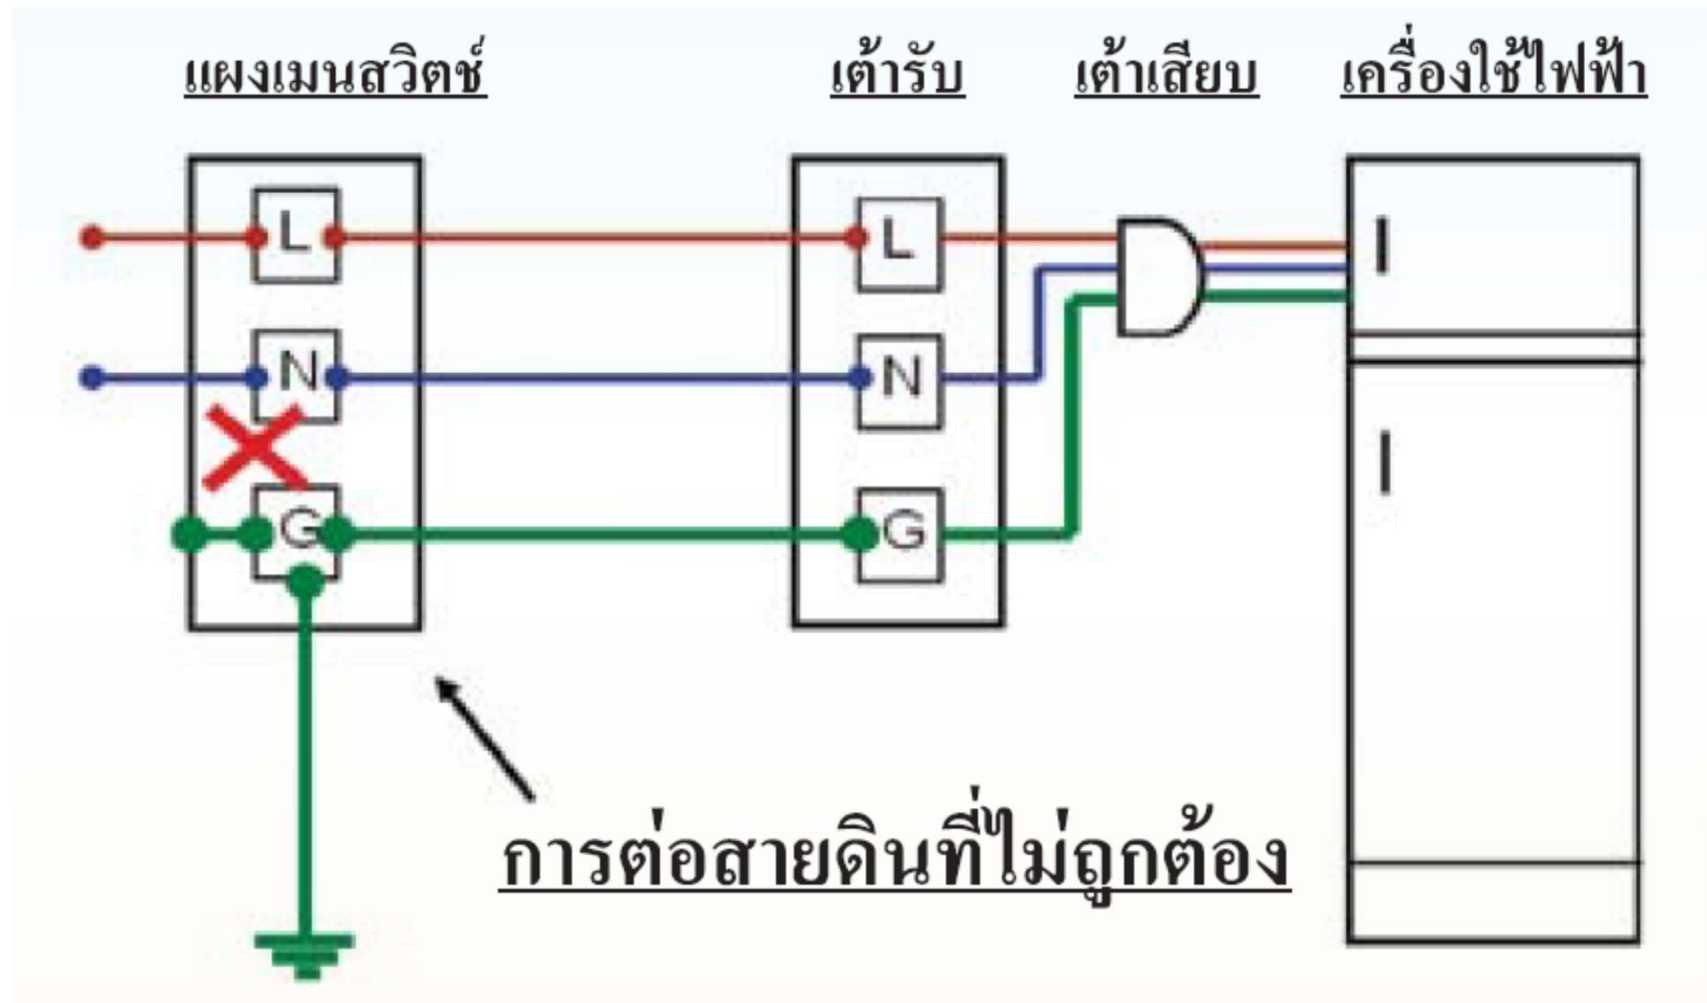 แผงเมนสวิตช์ เต้ารับ เต้าเสียบ เครื่องใช้ไฟฟ้า
L L
N N
G G
การต่อสายดินที่ไม่ถูกต้อง